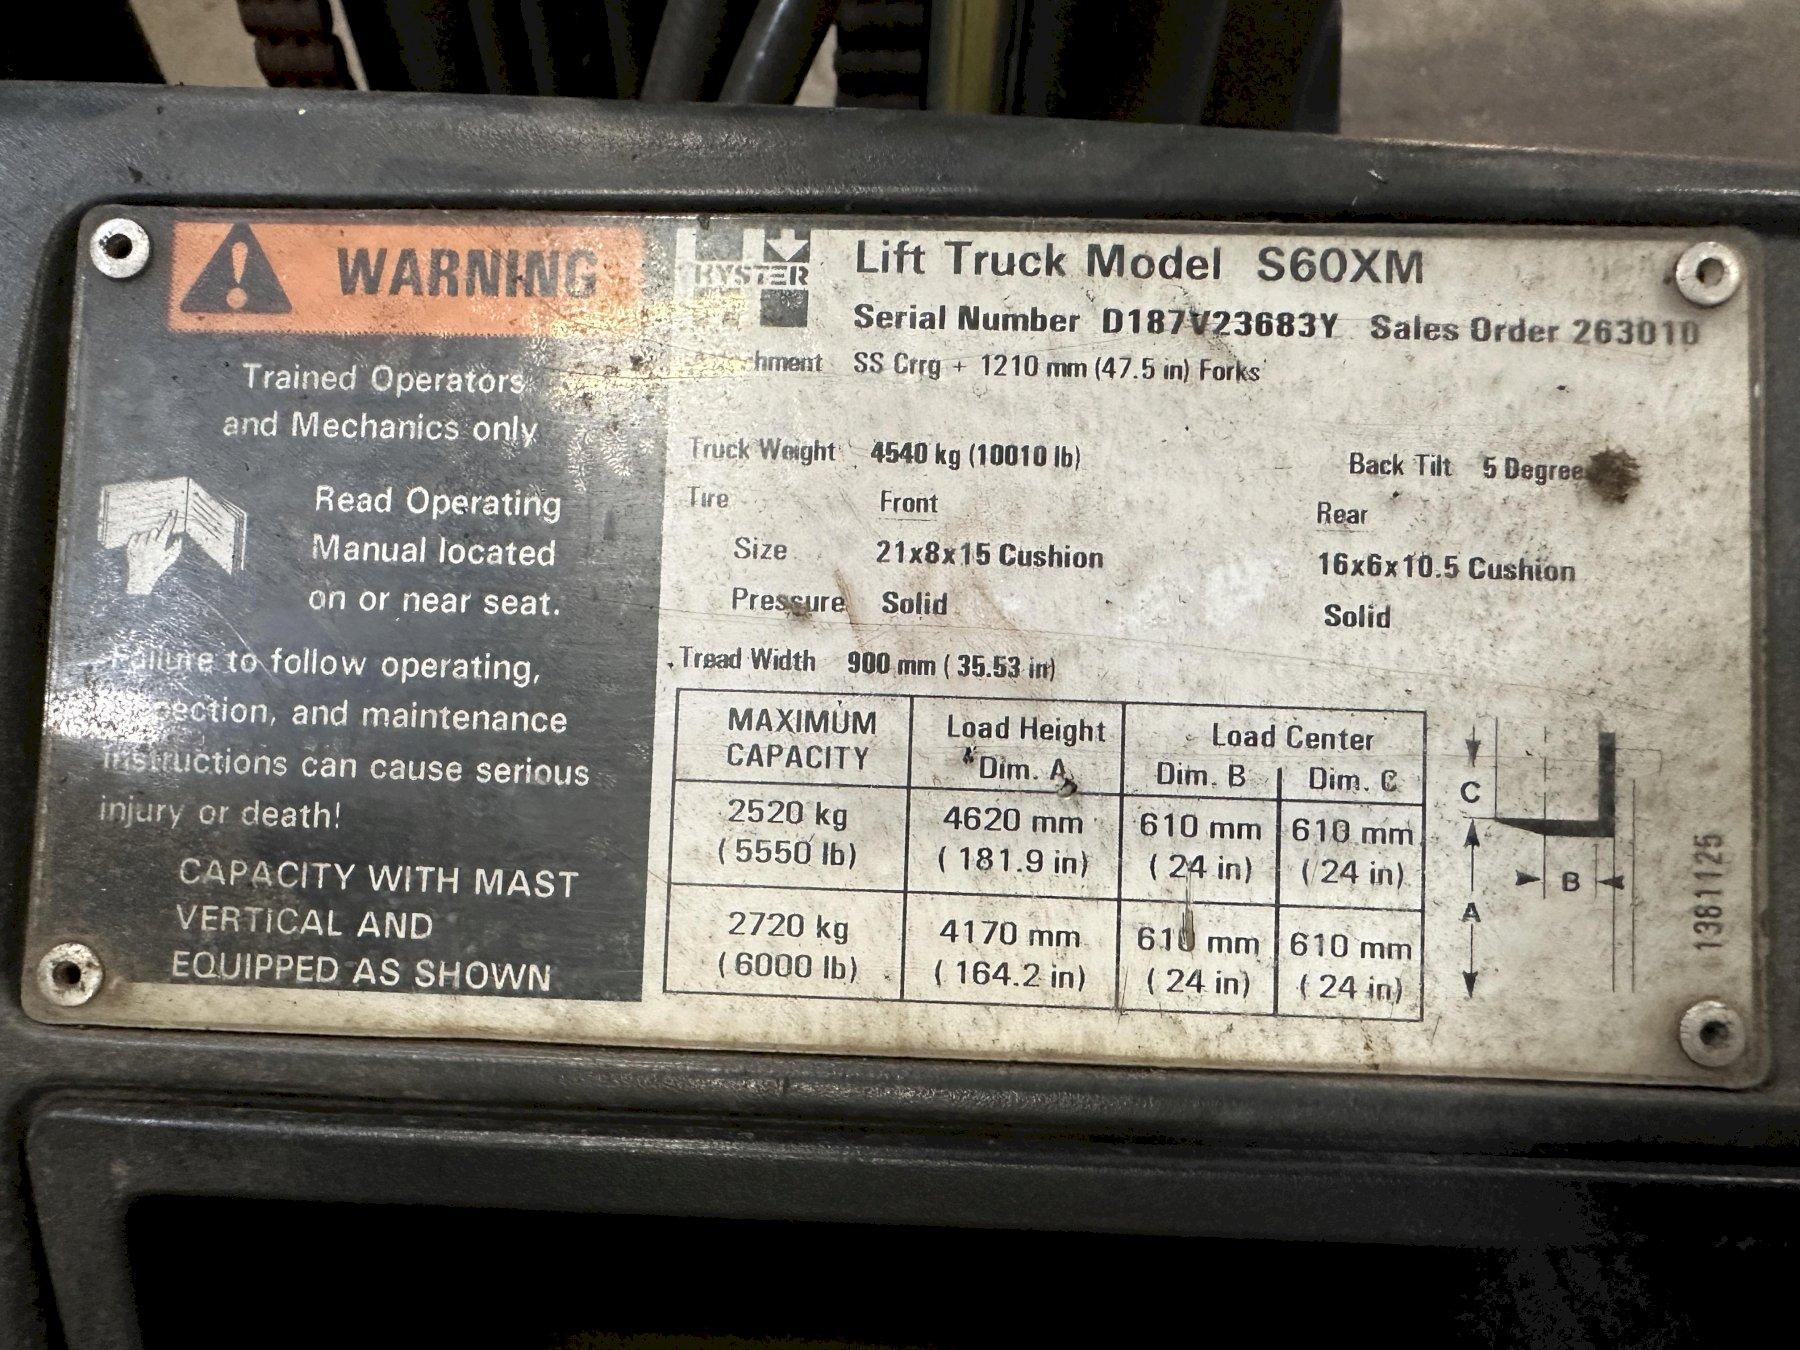 WARNING
Trained Operators
and Mechanics only
Read Operating
Manual located
on or near seat.
Failure to follow operating,
and maintenance
instructions can cause serious
injury or death!
CAPACITY WITH MAST
VERTICAL AND
EQUIPPED AS SHOWN
HYSTER
Lift Truck Model S60XM
Serial Number D187V23683Y Sales Order 263010
SS Crrg + 1210 mm (47.5 in) Forks
Truck Weight 4540 kg (10010 lb) Back Tilt 5 Degree
Tire Front Rear
Size 21x8x15 Cushion 16x6x10.5 Cushion
Pressure Solid Solid
Tread Width 900 mm ( 35.53 in)
MAXIMUM CAPACITY Load Height Dim. A Load Center Dim. B Dim. C
2520 kg 4620 mm 610 mm 610 mm
( 5550 lb) ( 181.9 in) ( 24 in) ( 24 in)
2720 kg 4170 mm 610 mm 610 mm
( 6000 lb) ( 164.2 in) ( 24 in) ( 24 in)
C
B
A
1381125